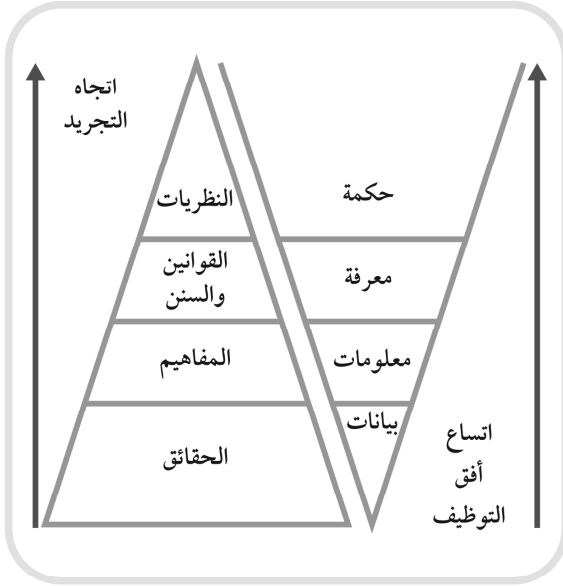 اتجاه
التجريد
النظريات
القوانين
والسنن
المفاهيم
الحقائق
حكمة
معرفة
معلومات
بيانات
اتساع
أفق
التوظيف